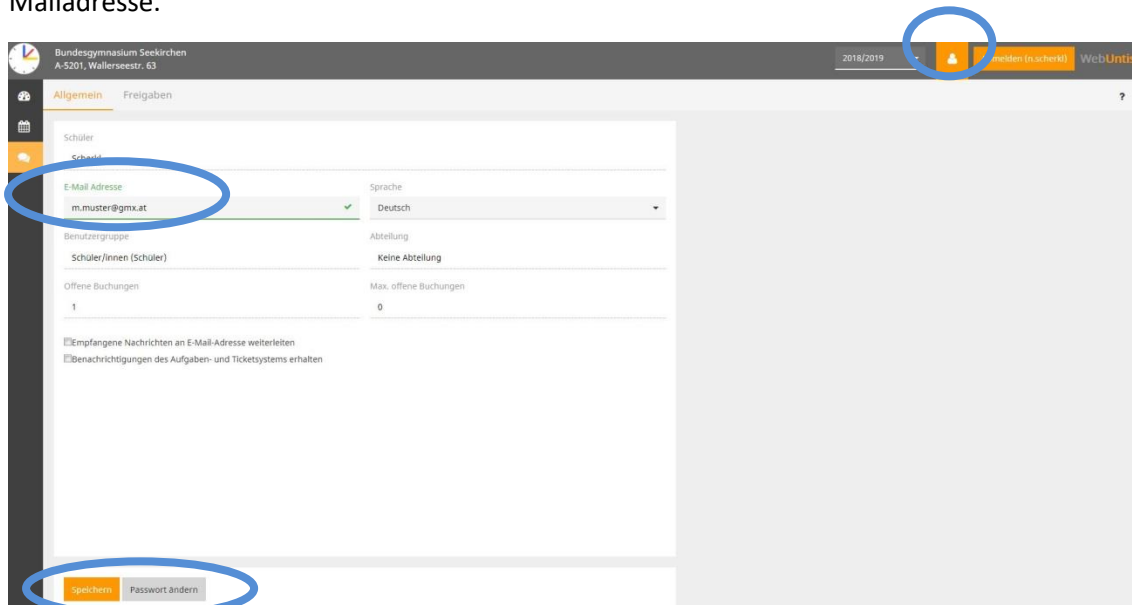 Mailadresse.
Bundesgymnasium Seekirchen
A-5201, Wallerseestr. 63
2018/2019
(n.scherkl)
WebUntis
Allgemein Freigaben
?
Schüler
E-Mail Adresse Sprache
m.muster@gmx.at Deutsch
Benutzergruppe Abteilung
Schüler/innen (Schüler) Keine Abteilung
Offene Buchungen Max. offene Buchungen
1 0
Empfangene Nachrichten an E-Mail-Adresse weiterleiten
Benachrichtigungen des Aufgaben- und Ticketsystems erhalten
Speichern Passwort ändern